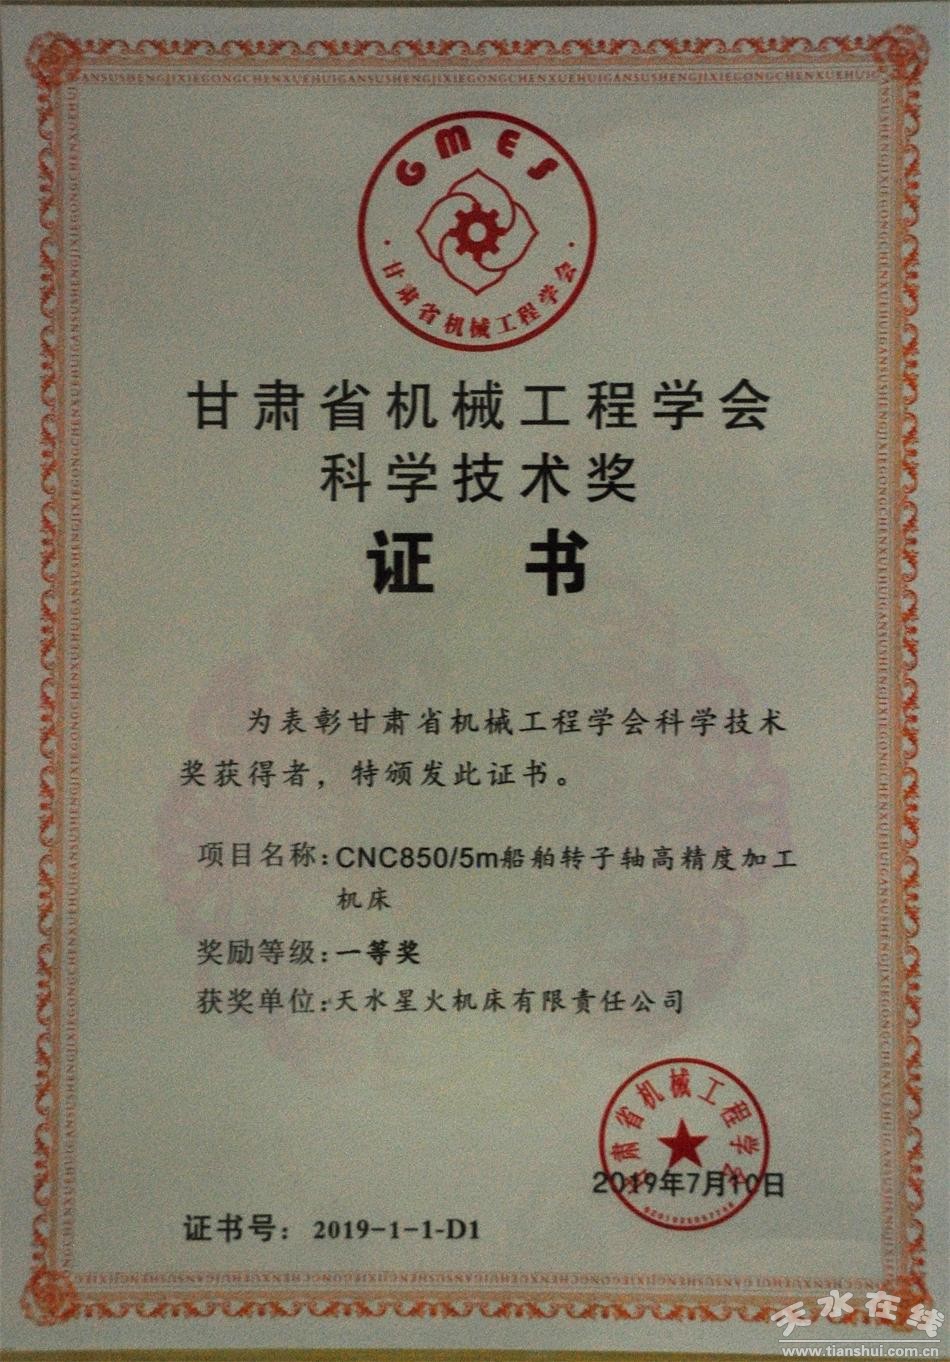 GANSUSHENGJIXIEGONGCHENXUEHUIGANSUSHENGJIXIEGONGCHENXUEHUIGANSUSHENGJIXIEGONGCHENXUEHUI
GMES
·甘肃省机械工程学会·
甘肃省机械工程学会
科学技术奖
证 书
为表彰甘肃省机械工程学会科学技术
奖获得者，特颁发此证书。
项目名称：CNC850/5m船舶转子轴高精度加工
机床
奖励等级：一等奖
获奖单位：天水星火机床有限责任公司
甘肃省机械工程学会
2019年7月10日
证书号：2019-1-1-D1
天水在线
www.tianshui.com.cn